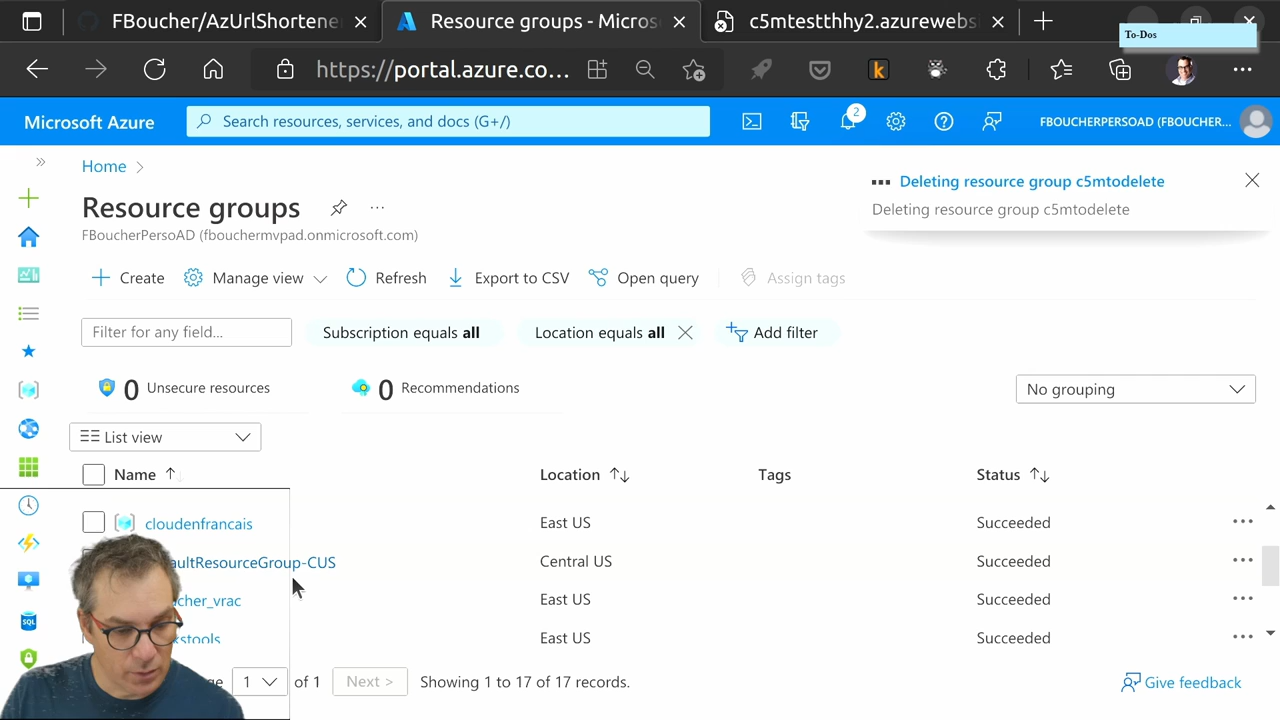 FBoucher/AzUrlShortene
Resource groups - Micros
c5mtestthhy2.azurewebs
To-Dos
https://portal.azure.co...
Microsoft Azure
Search resources, services, and docs (G+/)
2
FBOUCHERPERSOAD (FBOUCHER...
Home
Deleting resource group c5mtodelete
Deleting resource group c5mtodelete
Resource groups
FBoucherPersoAD (fbouchermvpad.onmicrosoft.com)
Create
Manage view
Refresh
Export to CSV
Open query
Assign tags
Filter for any field...
Subscription equals all
Location equals all
Add filter
0 Unsecure resources
0 Recommendations
No grouping
List view
Name
Location
Tags
Status
cloudenfrancais
East US
Succeeded
aultResourceGroup-CUS
Central US
Succeeded
cher_vrac
East US
Succeeded
kstools
East US
Succeeded
1
of 1
Next >
Showing 1 to 17 of 17 records.
Give feedback
SQL